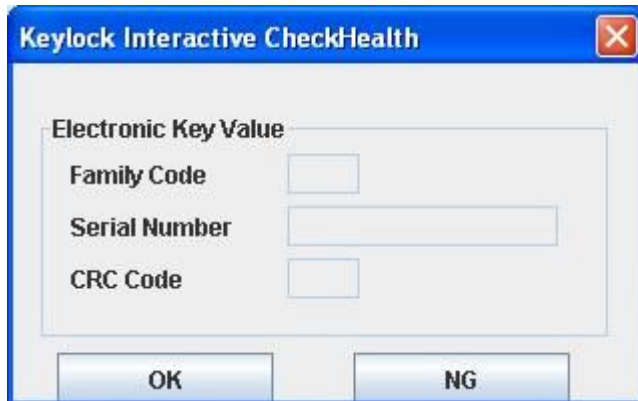 Keylock Interactive CheckHealth
Electronic Key Value
Family Code
Serial Number
CRC Code
OK NG